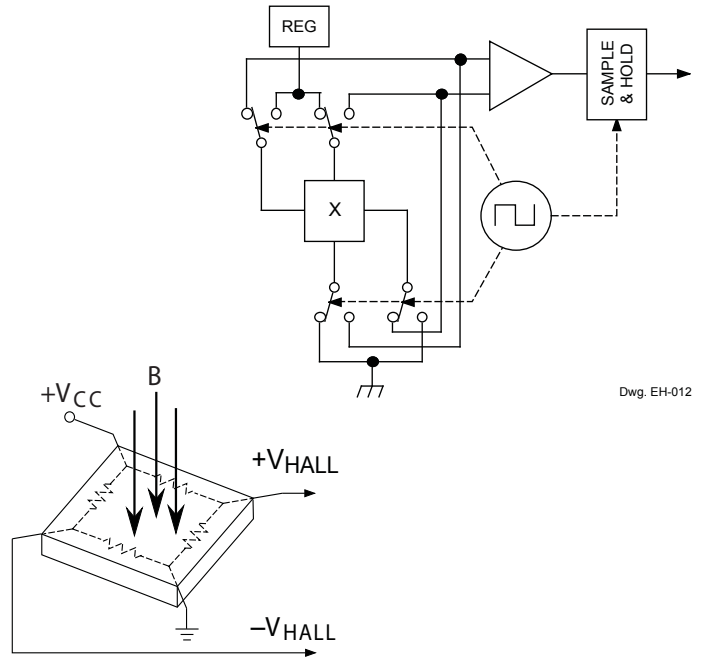 REG
SAMPLE
& HOLD
X
Dwg. EH-012
+VCC
B
+VHALL
–VHALL